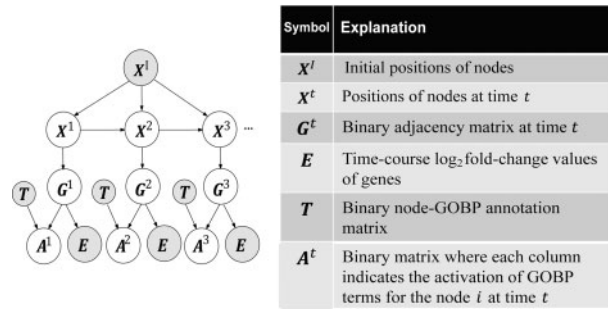 X^I
X^1 X^2 X^3 ...
T G^1 T G^2 T G^3
A^1 E A^2 E A^3 E
Symbol Explanation
X^I Initial positions of nodes
X^t Positions of nodes at time t
G^t Binary adjacency matrix at time t
E Time-course log₂fold-change values
of genes
T Binary node-GOBP annotation
matrix
A^t Binary matrix where each column
indicates the activation of GOBP
terms for the node i at time t